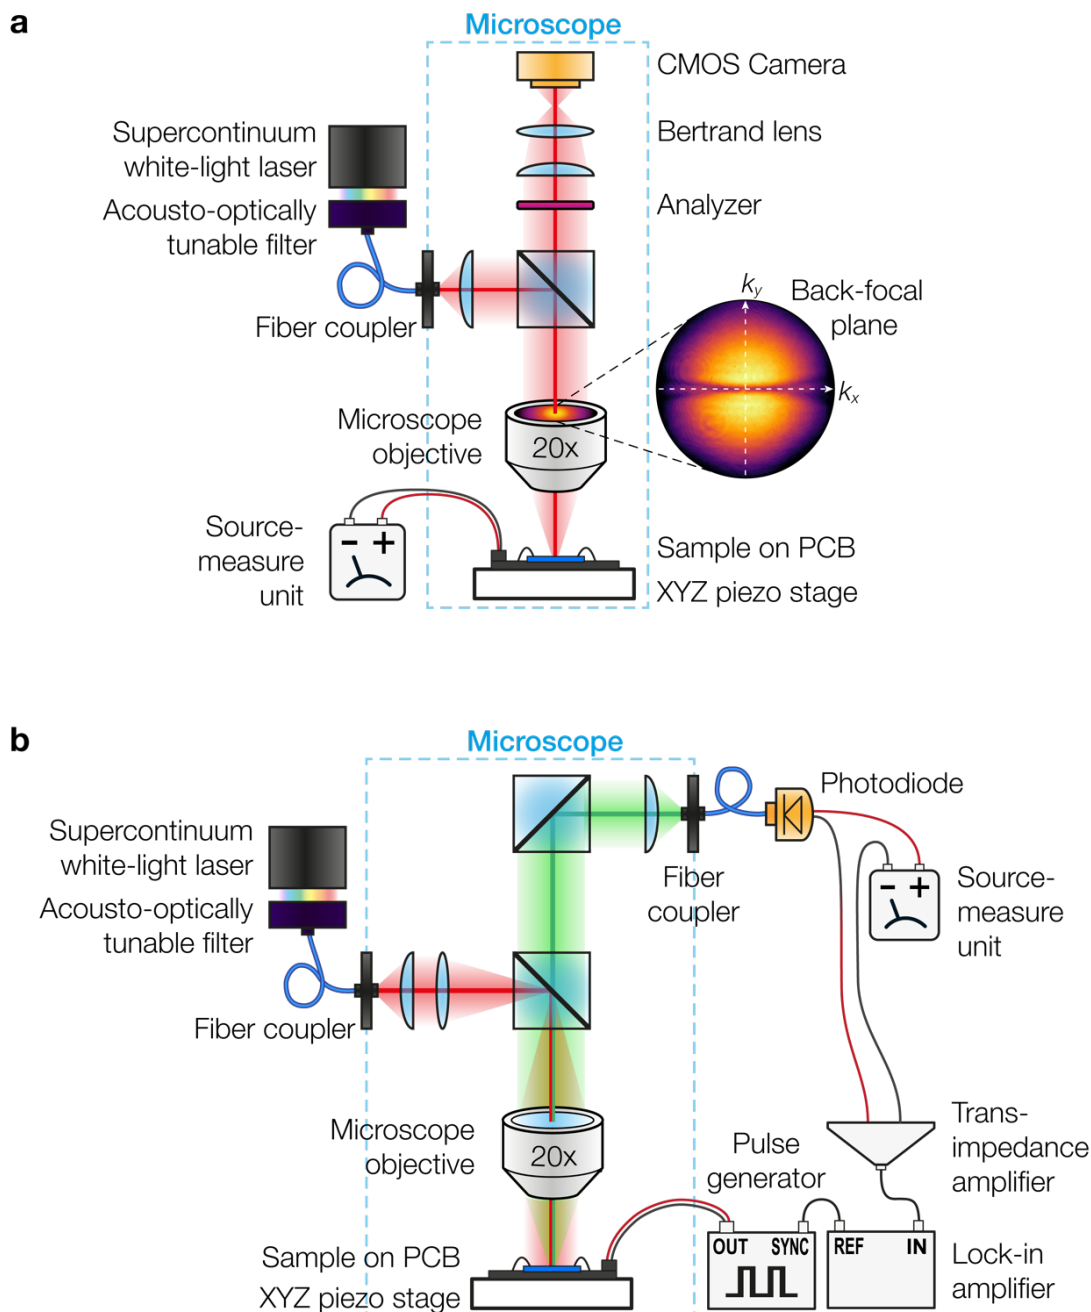 a
Microscope
CMOS Camera
Supercontinuum
white-light laser
Bertrand lens
Acousto-optically
tunable filter
Analyzer
Fiber coupler
k_y
Back-focal
plane
k_x
Microscope
objective
20x
Source-
measure
unit
- +
Sample on PCB
XYZ piezo stage
b
Microscope
Photodiode
Supercontinuum
white-light laser
Acousto-optically
tunable filter
Fiber
coupler
- +
Source-
measure
unit
Fiber coupler
Microscope
objective
20x
Pulse
generator
Trans-
impedance
amplifier
Sample on PCB
XYZ piezo stage
OUT SYNC
REF IN
Lock-in
amplifier